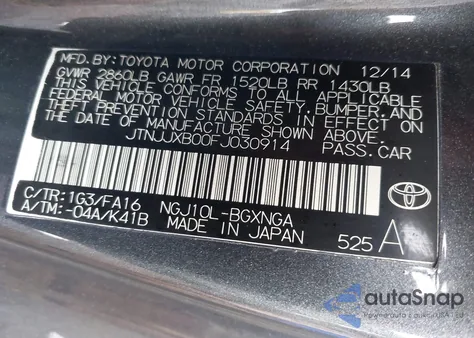 MFD. BY: TOYOTA MOTOR CORPORATION 12/14
GVWR 2860LB GAWR FR 1520LB RR 1430LB
THIS VEHICLE CONFORMS TO ALL APPLICABLE
FEDERAL MOTOR VEHICLE SAFETY, BUMPER, AND
THEFT PREVENTION STANDARDS IN EFFECT ON
THE DATE OF MANUFACTURE SHOWN ABOVE.
JTNJJXB00FJ030914 PASS.CAR
C/TR:1G3/FA16 NGJ10L-BGXNGA
A/TM:-04A/K41B MADE IN JAPAN 525 A
TOYOTA
autoSnap